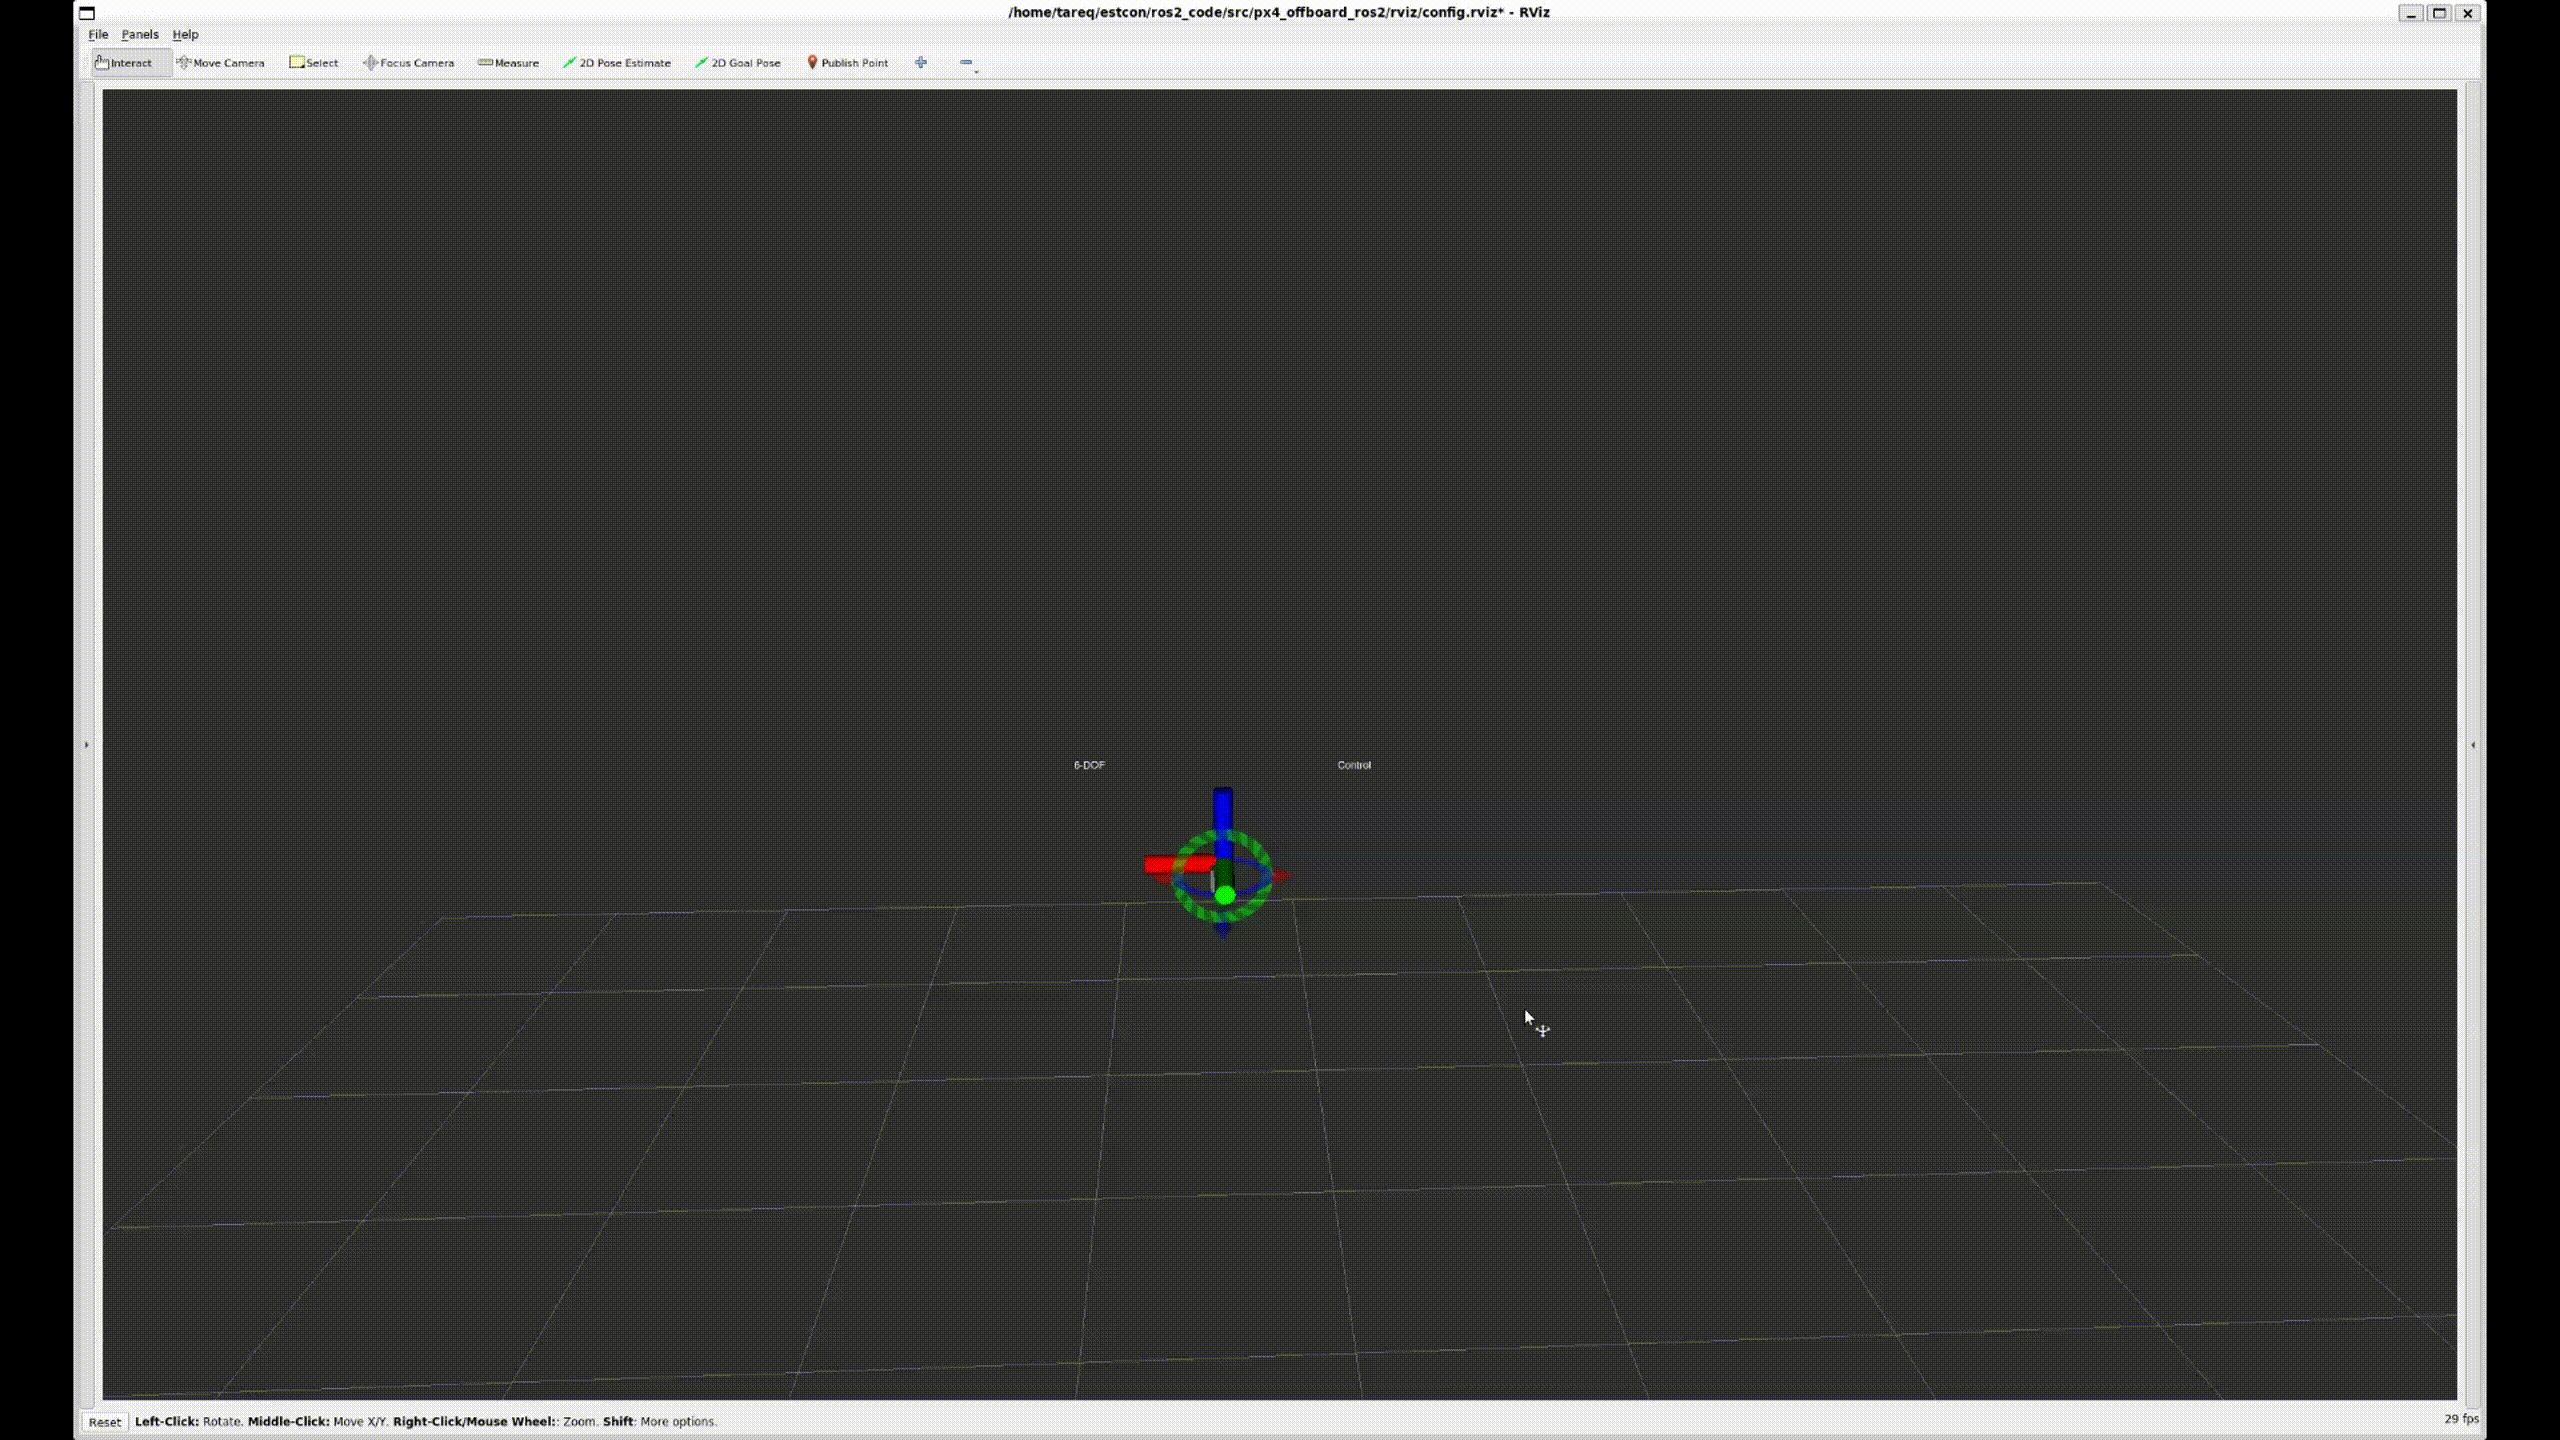 /home/tareq/estcon/ros2_code/src/px4_offboard_ros2/rviz/config.rviz* - RViz
File Panels Help
Interact Move Camera Select Focus Camera Measure 2D Pose Estimate 2D Goal Pose Publish Point
6-DOF Control
Reset Left-Click: Rotate. Middle-Click: Move X/Y. Right-Click/Mouse Wheel:: Zoom. Shift: More options. 29 fps